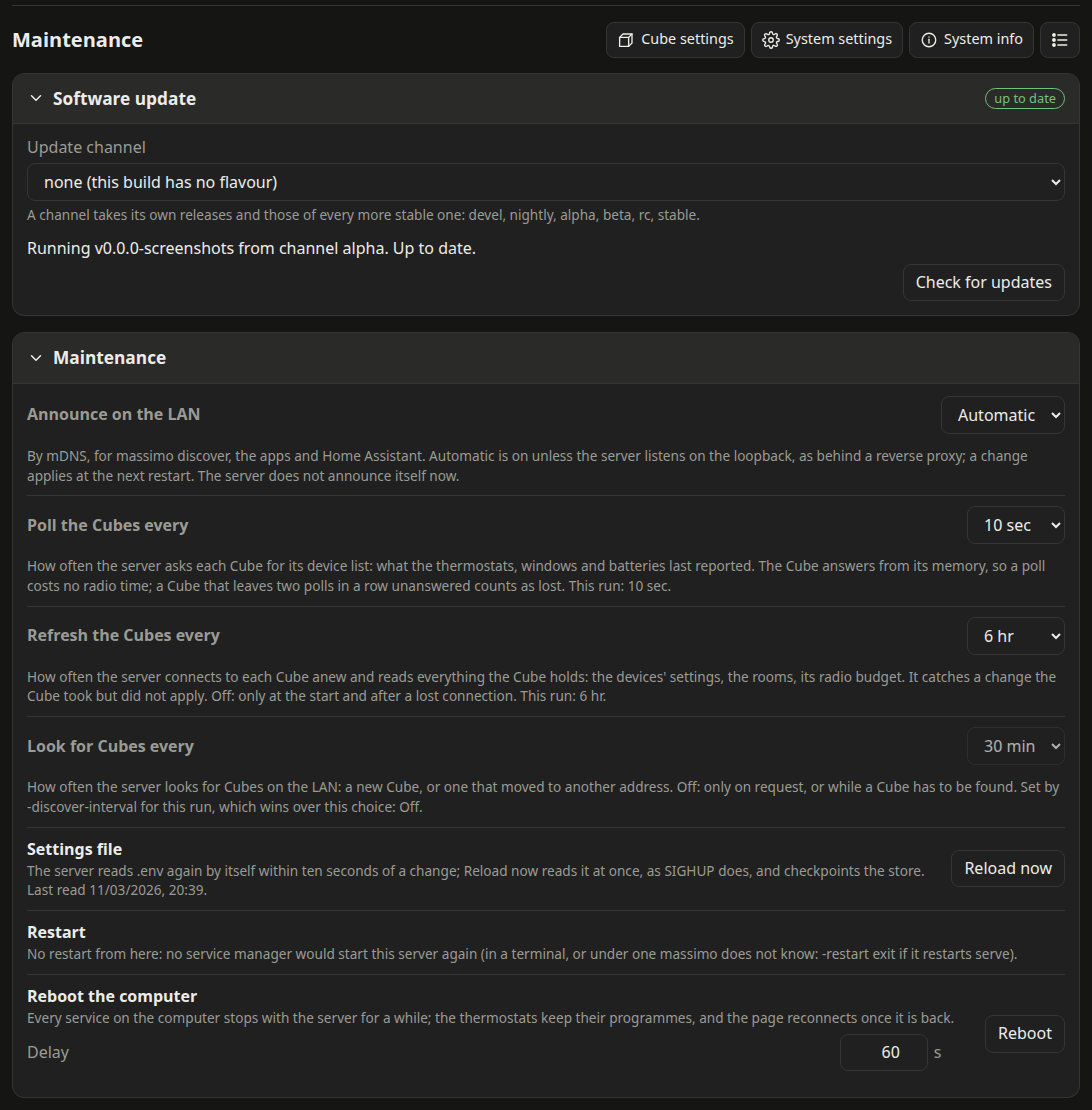 Maintenance
Cube settings
System settings
System info
Software update
up to date
Update channel
none (this build has no flavour)
A channel takes its own releases and those of every more stable one: devel, nightly, alpha, beta, rc, stable.
Running v0.0.0-screenshots from channel alpha. Up to date.
Check for updates
Maintenance
Announce on the LAN
Automatic
By mDNS, for massimo discover, the apps and Home Assistant. Automatic is on unless the server listens on the loopback, as behind a reverse proxy; a change
applies at the next restart. The server does not announce itself now.
Poll the Cubes every
10 sec
How often the server asks each Cube for its device list: what the thermostats, windows and batteries last reported. The Cube answers from its memory, so a poll
costs no radio time; a Cube that leaves two polls in a row unanswered counts as lost. This run: 10 sec.
Refresh the Cubes every
6 hr
How often the server connects to each Cube anew and reads everything the Cube holds: the devices' settings, the rooms, its radio budget. It catches a change the
Cube took but did not apply. Off: only at the start and after a lost connection. This run: 6 hr.
Look for Cubes every
30 min
How often the server looks for Cubes on the LAN: a new Cube, or one that moved to another address. Off: only on request, or while a Cube has to be found. Set by
-discover-interval for this run, which wins over this choice: Off.
Settings file
The server reads .env again by itself within ten seconds of a change; Reload now reads it at once, as SIGHUP does, and checkpoints the store.
Last read 11/03/2026, 20:39.
Reload now
Restart
No restart from here: no service manager would start this server again (in a terminal, or under one massimo does not know: -restart exit if it restarts serve).
Reboot the computer
Every service on the computer stops with the server for a while; the thermostats keep their programmes, and the page reconnects once it is back.
Delay
60 s
Reboot